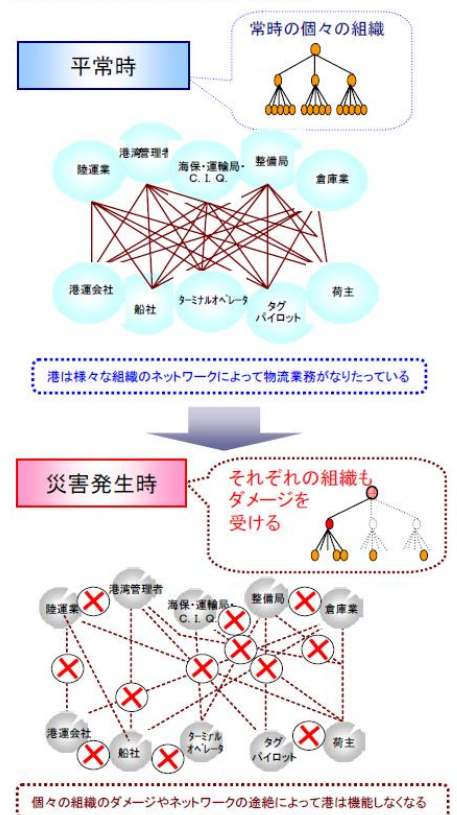 常時の個々の組織
平常時
陸運業
港湾管理者
海保・運輸局・
C. I. Q.
整備局
倉庫業
港運会社
船社
ターミナルオペレータ
タグ
パイロット
荷主
港は様々な組織のネットワークによって物流業務がなりたっている
災害発生時
それぞれの組織も
ダメージを
受ける
陸運業
港湾管理者
海保・運輸局・
C. I. Q.
整備局
倉庫業
港運会社
船社
ターミナル
オペレータ
タグ
パイロット
荷主
個々の組織のダメージやネットワークの途絶によって港は機能しなくなる